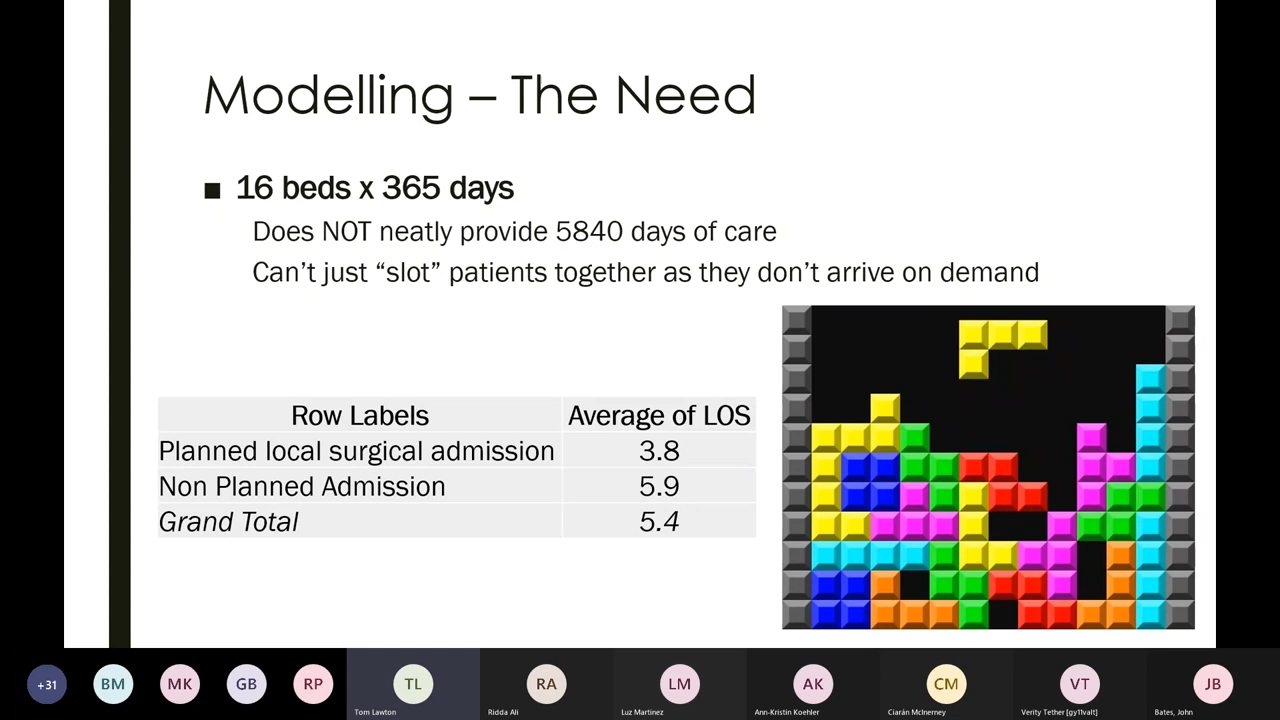 Modelling – The Need
■ 16 beds x 365 days
Does NOT neatly provide 5840 days of care
Can’t just “slot” patients together as they don’t arrive on demand
Row Labels Average of LOS
Planned local surgical admission 3.8
Non Planned Admission 5.9
Grand Total 5.4
+31 BM MK GB RP TL RA LM AK CM VT JB
Tom Lawton Ridda Ali Luz Martinez Ann-Kristin Koehler Ciarán McInerney Verity Tether [gy11valt] Bates, John